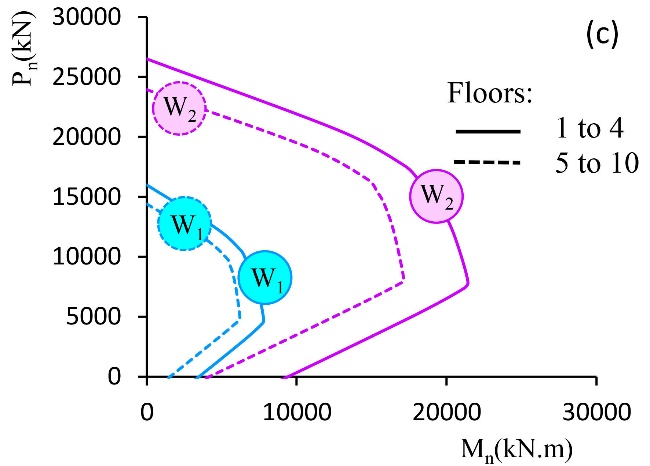 (c)
Pn(kN)
30000
25000
20000
15000
10000
5000
0
Floors:
1 to 4
5 to 10
W2
W2
W1
W1
0 10000 20000 30000
Mn(kN.m)